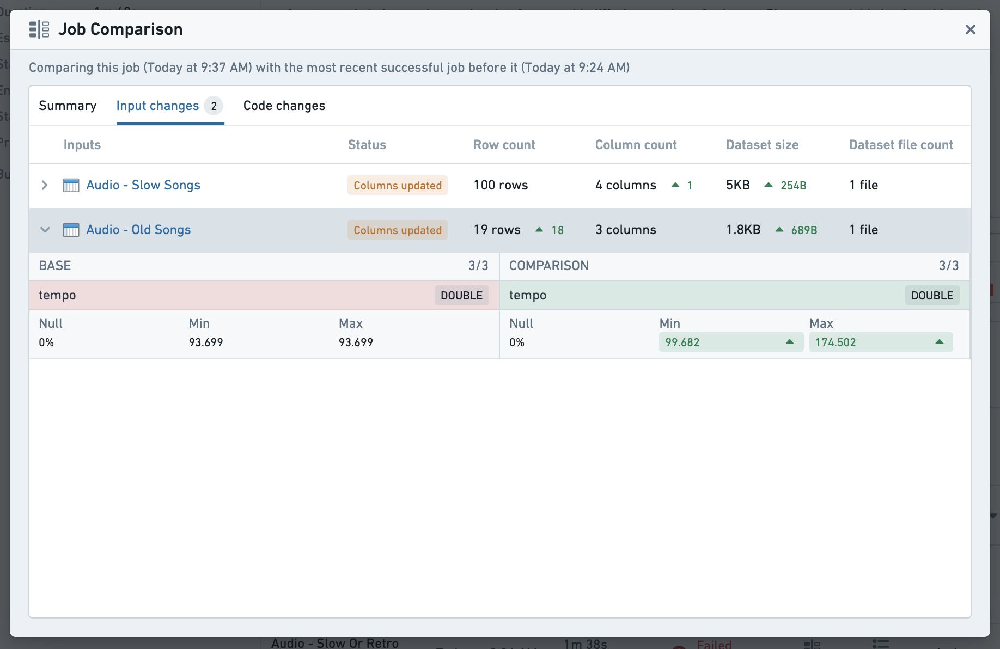 Job Comparison
Comparing this job (Today at 9:37 AM) with the most recent successful job before it (Today at 9:24 AM)
Summary Input changes 2 Code changes
Inputs Status Row count Column count Dataset size Dataset file count
Audio - Slow Songs Columns updated 100 rows 4 columns 1 5KB 254B 1 file
Audio - Old Songs Columns updated 19 rows 18 3 columns 1.8KB 689B 1 file
BASE 3/3 COMPARISON 3/3
tempo DOUBLE tempo DOUBLE
Null Min Max Null Min Max
0% 93.699 93.699 0% 99.682 174.502
Audio - Slow Or Retro 1m 38s Failed